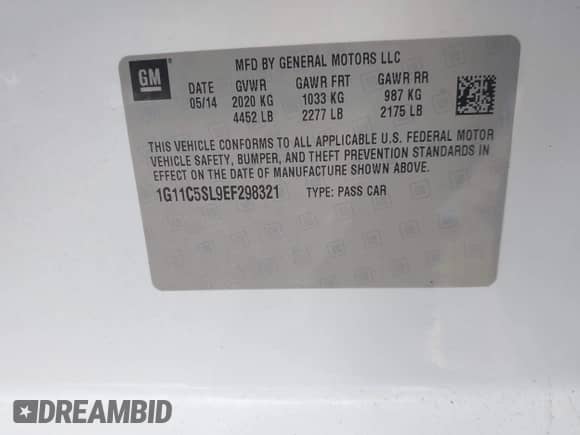 MFD BY GENERAL MOTORS LLC
GM
DATE GVWR GAWR FRT GAWR RR
05/14 2020 KG 1033 KG 987 KG
4452 LB 2277 LB 2175 LB
THIS VEHICLE CONFORMS TO ALL APPLICABLE U.S. FEDERAL MOTOR
VEHICLE SAFETY, BUMPER, AND THEFT PREVENTION STANDARDS IN
EFFECT ON THE DATE OF MANUFACTURE SHOWN ABOVE.
1G11C5SL9EF298321 TYPE: PASS CAR
DREAMBID